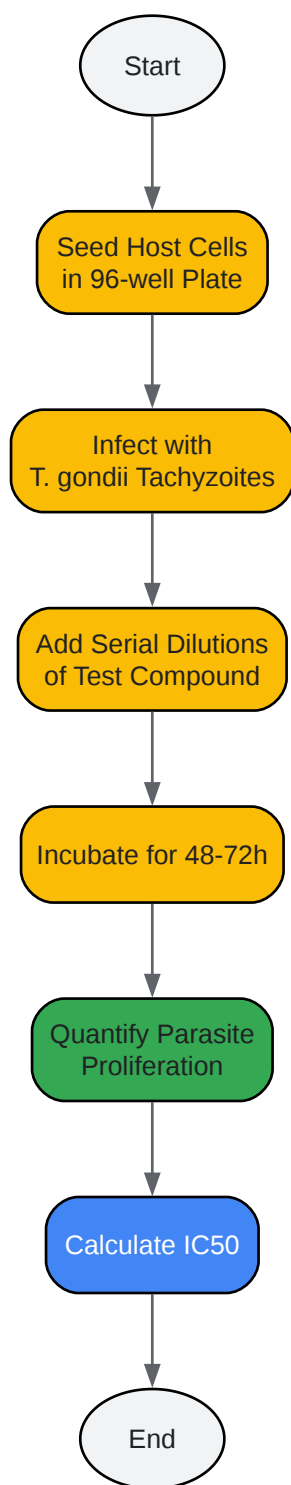 Start
Seed Host Cells
in 96-well Plate
Infect with
T. gondii Tachyzoites
Add Serial Dilutions
of Test Compound
Incubate for 48-72h
Quantify Parasite
Proliferation
Calculate IC50
End